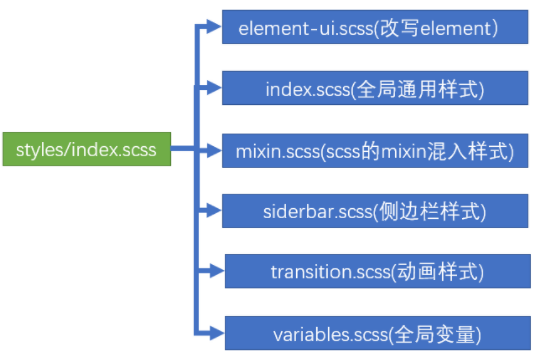 element-ui.scss(改写element）
index.scss(全局通用样式)
styles/index.scss
mixin.scss(scss的mixin混入样式)
siderbar.scss(侧边栏样式)
transition.scss(动画样式)
variables.scss(全局变量)